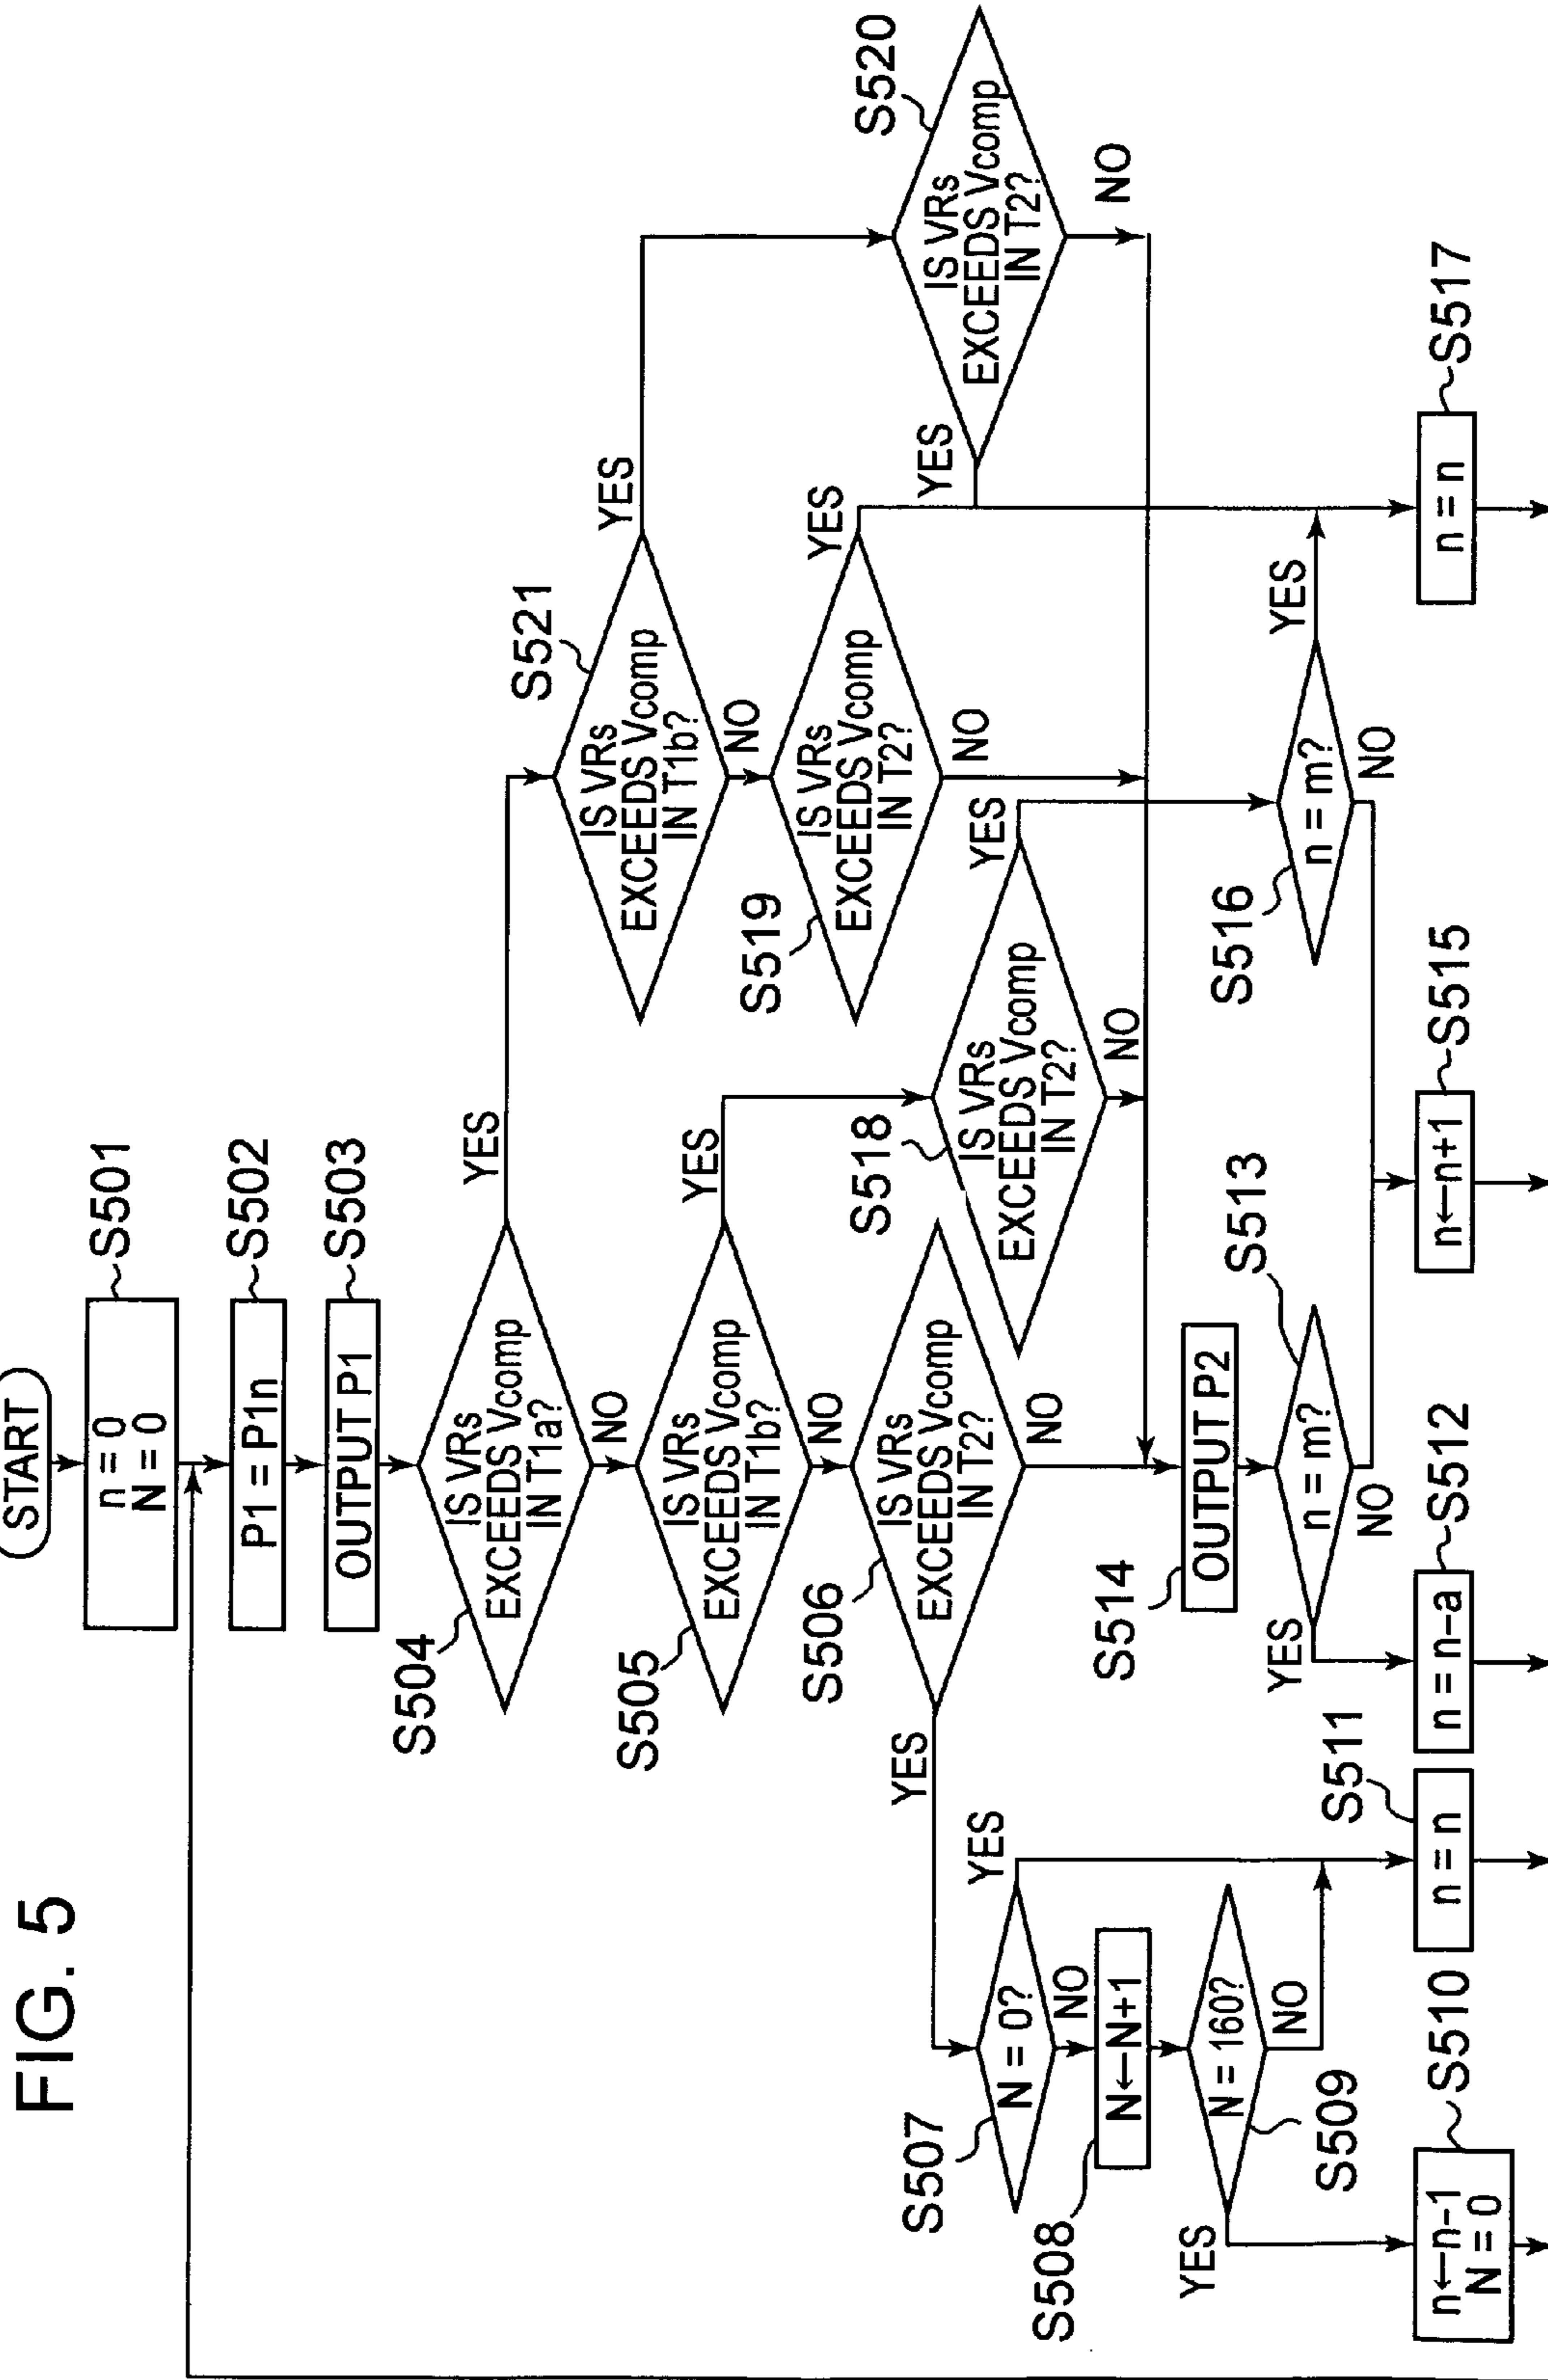 FIG. 5
START
n = 0
N = 0
S501
P1 = P1n
S502
OUTPUT P1
S503
IS VRs
EXCEEDS Vcomp
IN T1a?
S504
YES
NO
IS VRs
EXCEEDS Vcomp
IN T1b?
S521
YES
NO
IS VRs
EXCEEDS Vcomp
IN T1b?
S505
YES
NO
IS VRs
EXCEEDS Vcomp
IN T2?
S519
YES
NO
IS VRs
EXCEEDS Vcomp
IN T2?
S520
YES
NO
IS VRs
EXCEEDS Vcomp
IN T2?
S506
YES
NO
IS VRs
EXCEEDS Vcomp
IN T2?
S518
YES
NO
N = 0?
S507
YES
NO
N←N+1
S508
N = 160?
S509
YES
NO
OUTPUT P2
S514
n = m?
S513
YES
NO
n = m?
S516
YES
NO
n←n-1
N = 0
S510
n = n
S511
n = n-a
S512
n←n+1
S515
n = n
S517